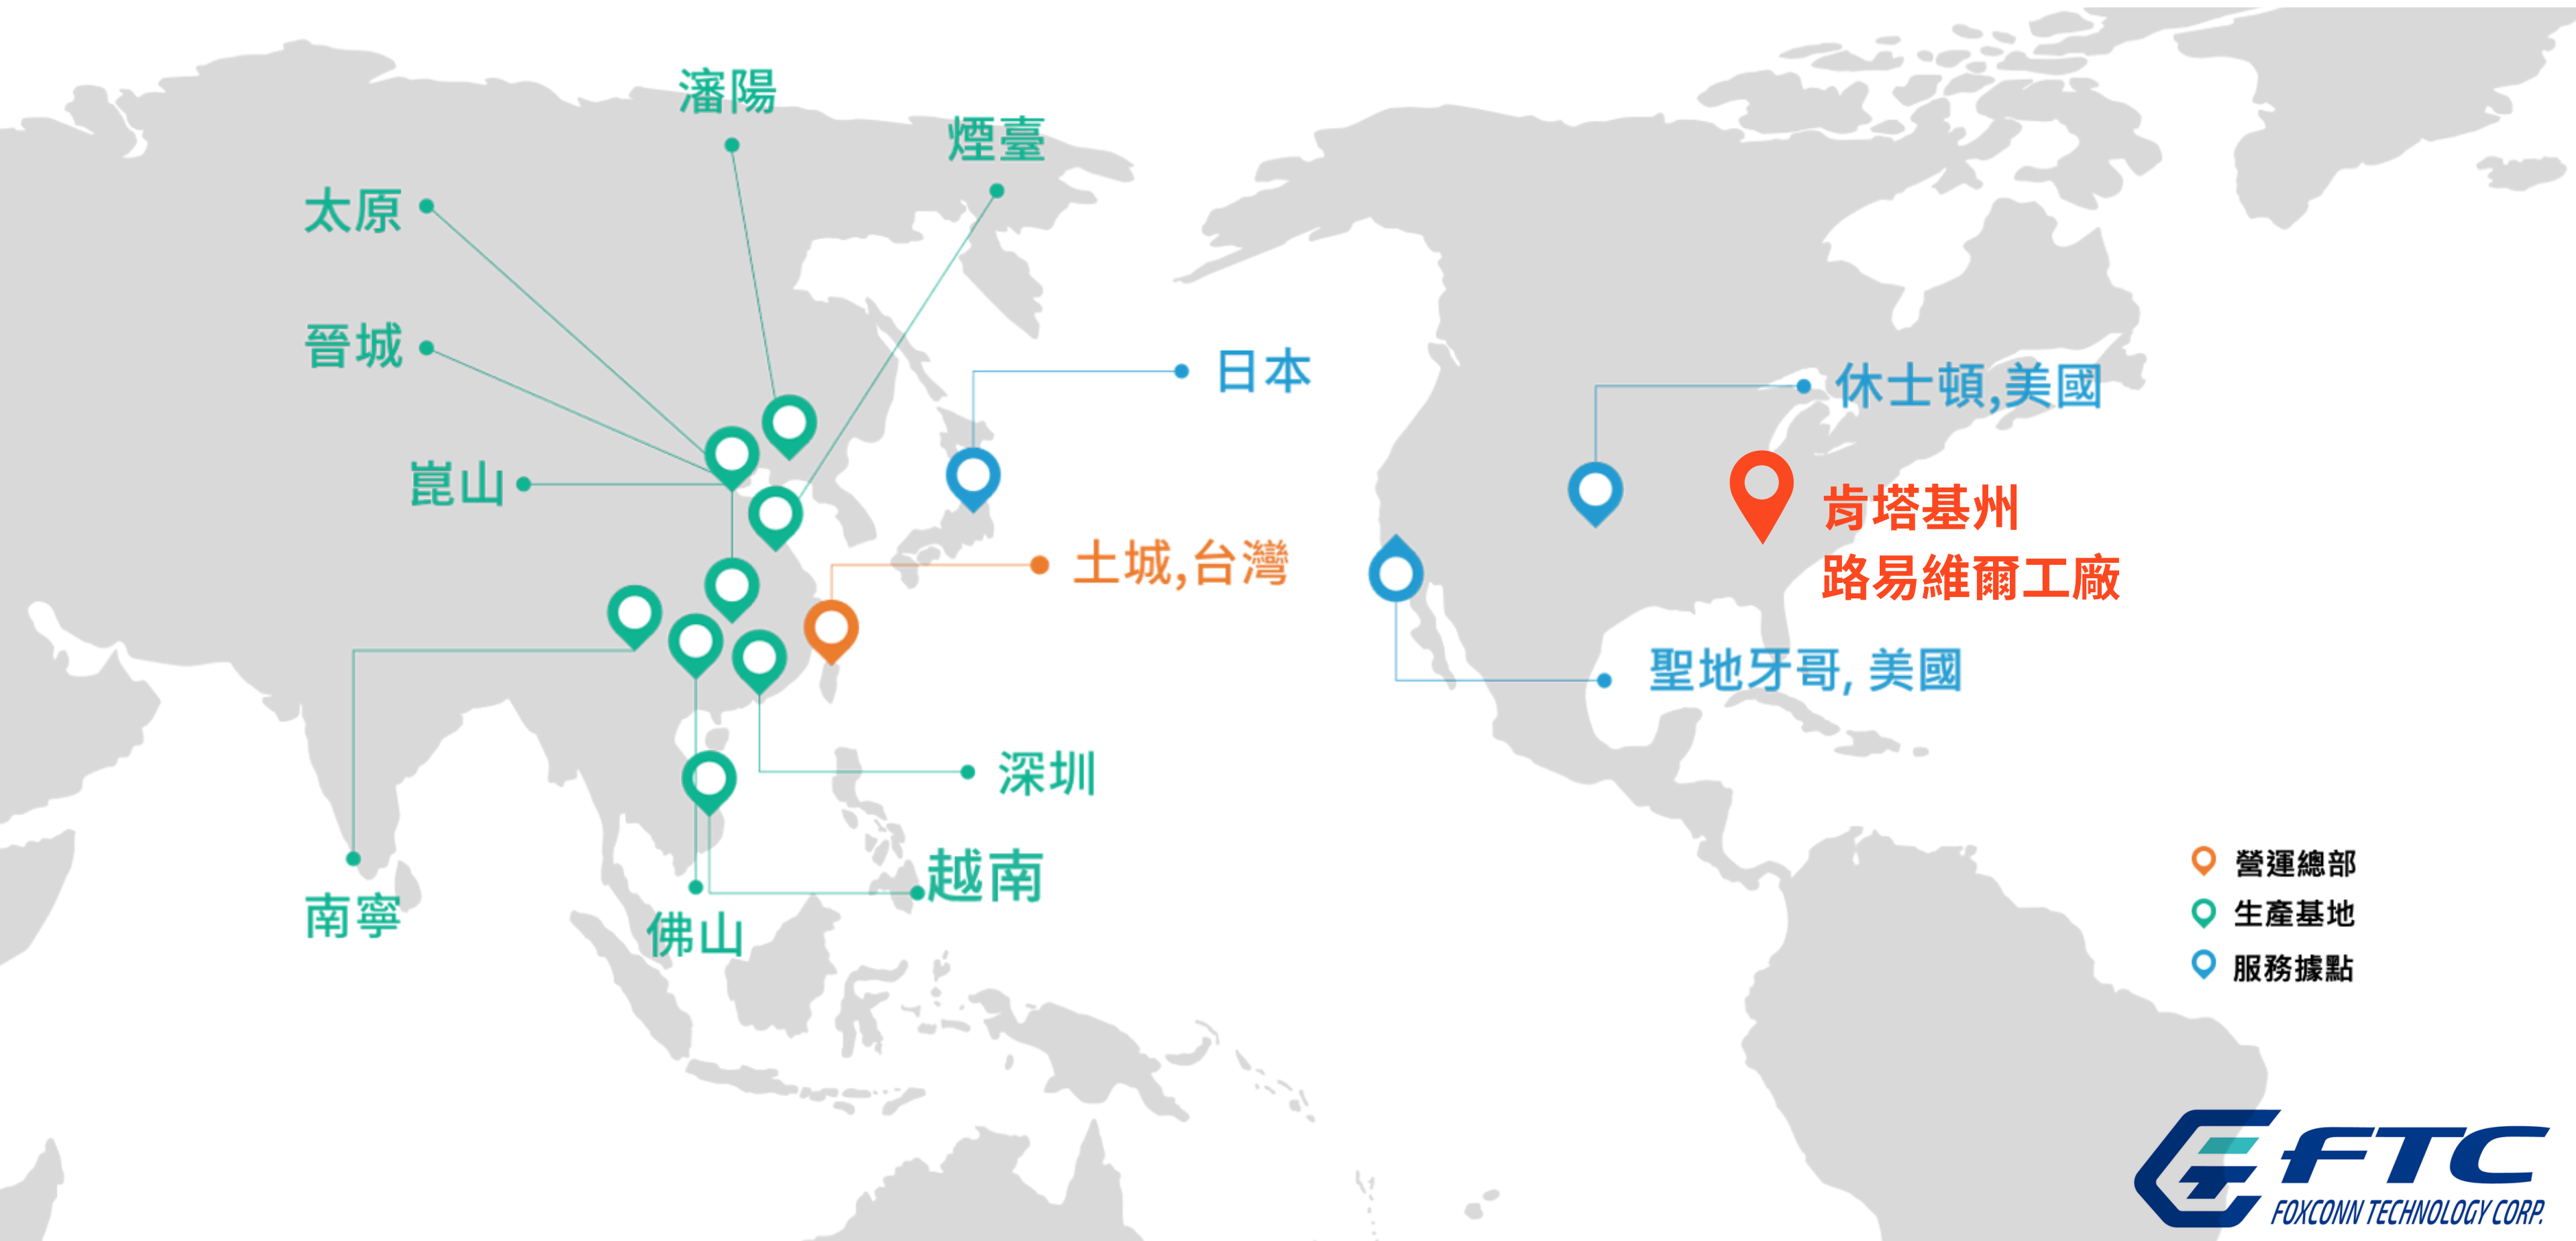 瀋陽
煙臺
太原
晉城
日本
休士頓,美國
崑山
肯塔基州
路易維爾工廠
土城,台灣
聖地牙哥, 美國
深圳
越南
南寧
佛山
營運總部
生產基地
服務據點
FTC
FOXCONN TECHNOLOGY CORP.